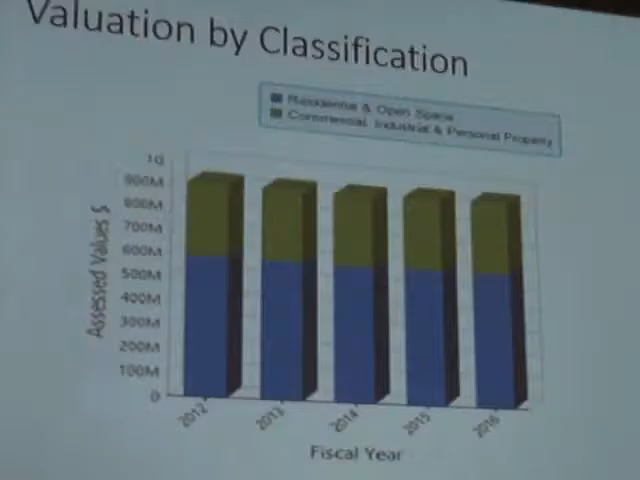 Valuation by Classification
Residential & Open Space
Commercial, Industrial & Personal Property
1G
900M
800M
700M
600M
500M
400M
300M
200M
100M
0
Assessed Values $
2012 2013 2014 2015 2016
Fiscal Year